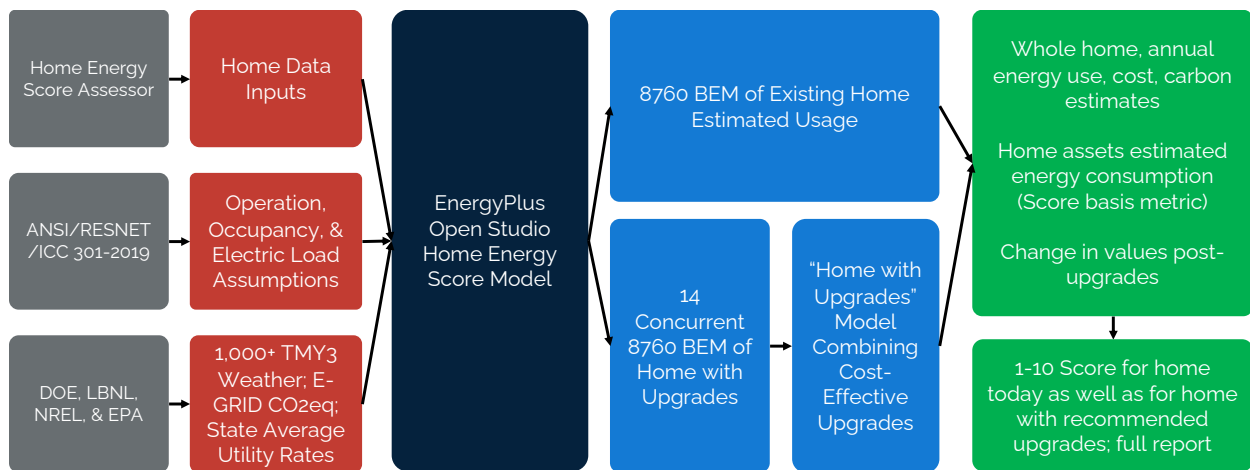 Home Energy
Score Assessor
Home Data
Inputs
ANSI/RESNET
/ICC 301-2019
Operation,
Occupancy, &
Electric Load
Assumptions
DOE, LBNL,
NREL, & EPA
1,000+ TMY3
Weather; E-
GRID CO2eq;
State Average
Utility Rates
EnergyPlus
Open Studio
Home Energy
Score Model
8760 BEM of Existing Home
Estimated Usage
14
Concurrent
8760 BEM of
Home with
Upgrades
“Home with
Upgrades”
Model
Combining
Cost-
Effective
Upgrades
Whole home, annual
energy use, cost, carbon
estimates
Home assets estimated
energy consumption
(Score basis metric)
Change in values post-
upgrades
1-10 Score for home
today as well as for home
with recommended
upgrades; full report